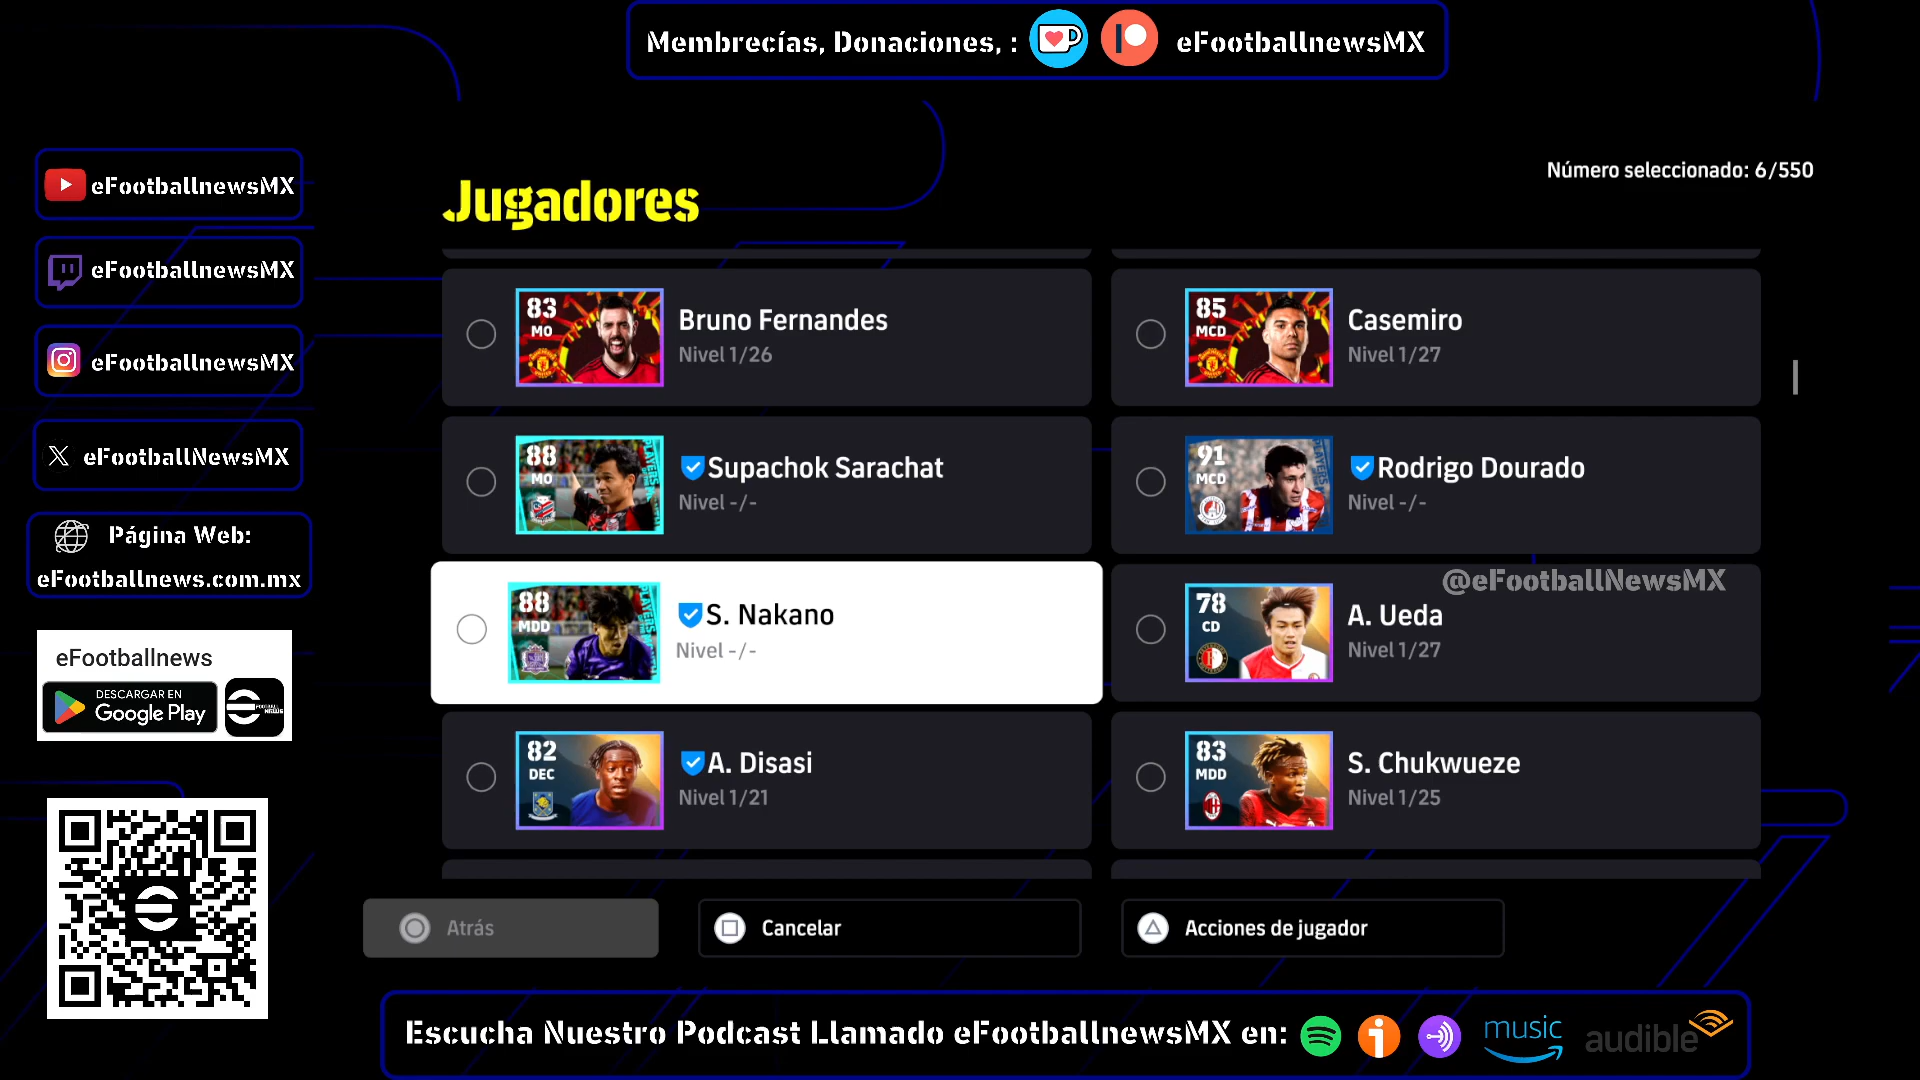 Membrecías, Donaciones, :
eFootballnewsMX
eFootballnewsMX
eFootballnewsMX
eFootballnewsMX
eFootballNewsMX
Página Web:
eFootballnews.com.mx
eFootballnews
DESCARGAR EN
Google Play
Número seleccionado: 6/550
Jugadores
83
MO
Bruno Fernandes
Nivel 1/26
85
MCD
Casemiro
Nivel 1/27
88
MO
Supachok Sarachat
Nivel -/-
91
MCD
Rodrigo Dourado
Nivel -/-
88
MDD
S. Nakano
Nivel -/-
@eFootballNewsMX
78
CD
A. Ueda
Nivel 1/27
82
DEC
A. Disasi
Nivel 1/21
83
MDD
S. Chukwueze
Nivel 1/25
Atrás
Cancelar
Acciones de jugador
Escucha Nuestro Podcast Llamado eFootballnewsMX en:
music
audible